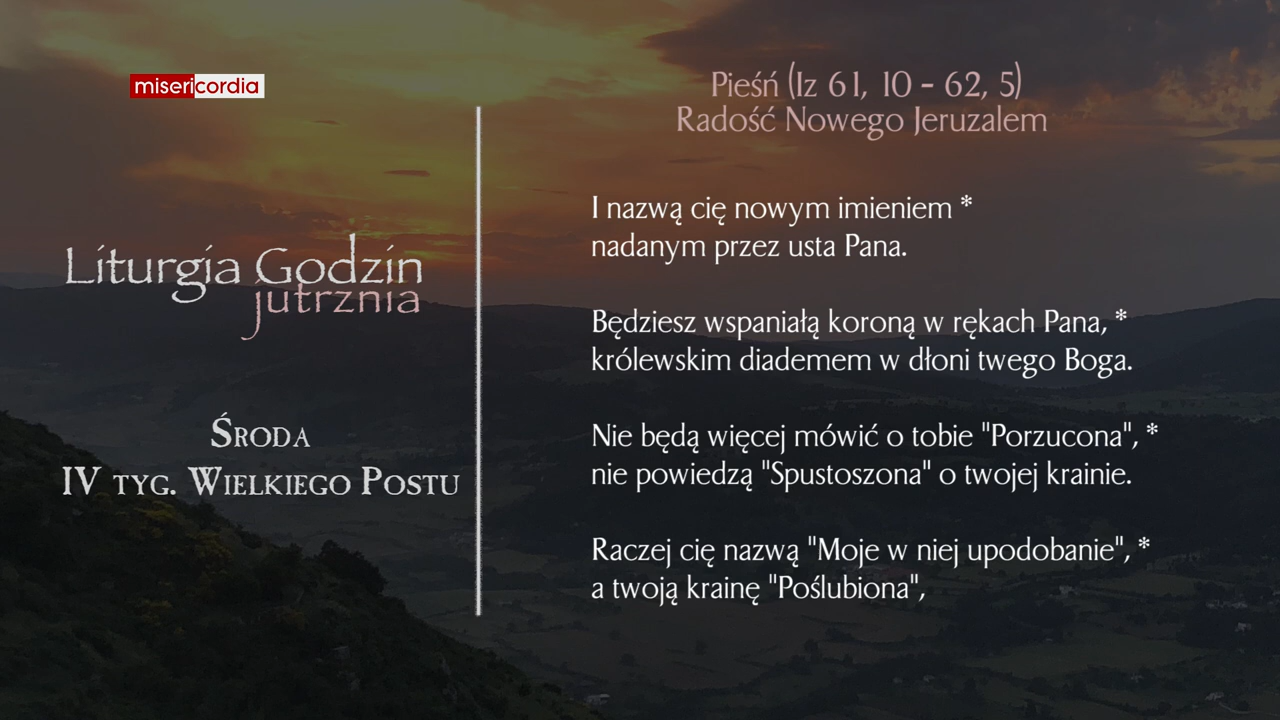 misericordia
Liturgia Godzin
jutrznia
Środa
IV tyg. Wielkiego Postu
Pieśń (Iz 61, 10 - 62, 5)
Radość Nowego Jeruzalem
I nazwą cię nowym imieniem *
nadanym przez usta Pana.
Będziesz wspaniałą koroną w rękach Pana, *
królewskim diademem w dłoni twego Boga.
Nie będą więcej mówić o tobie "Porzucona", *
nie powiedzą "Spustoszona" o twojej krainie.
Raczej cię nazwą "Moje w niej upodobanie", *
a twoją krainę "Poślubiona",